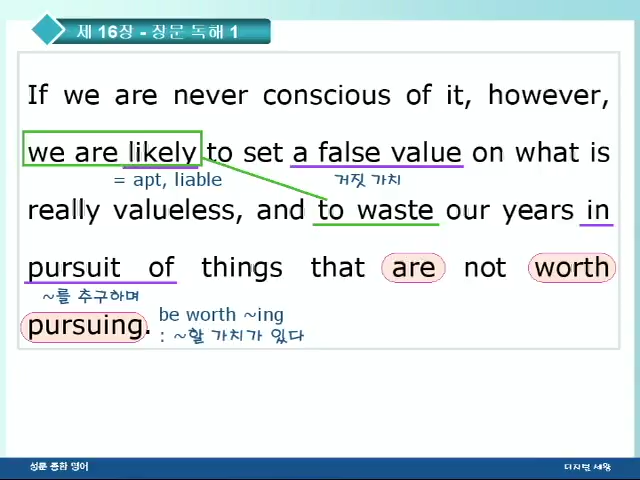 제 16장 - 장문 독해 1
If we are never conscious of it, however,
we are likely to set a false value on what is
= apt, liable 거짓 가치
really valueless, and to waste our years in
pursuit of things that are not worth
~를 추구하며
pursuing. be worth ~ing
: ~할 가치가 있다
성문 종합 영어 디지털 세왕